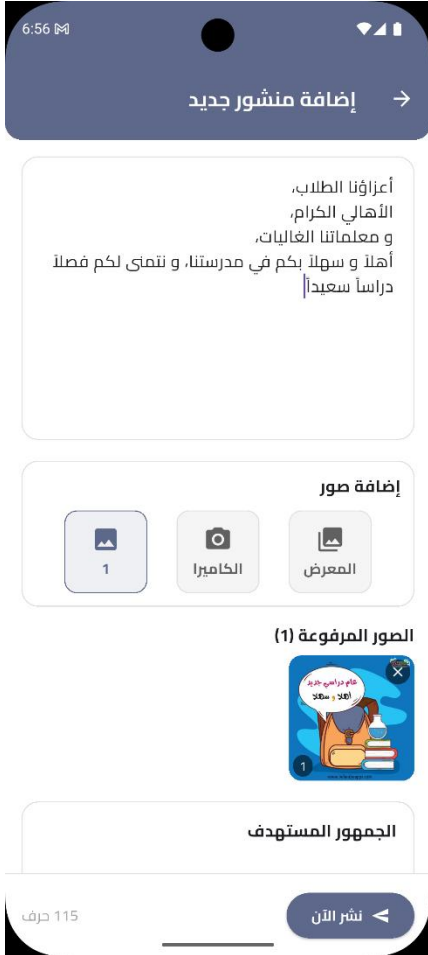 6:56
إضافة منشور جديد
أعزاؤنا الطلاب،
الأهالي الكرام،
و معلماتنا الغاليات،
أهلاً و سهلاً بكم في مدرستنا، و نتمنى لكم فصلاً
دراساً سعيداً
إضافة صور
المعرض
الكاميرا
1
الصور المرفوعة (1)
عام دراسي جديد
أهلا و سهلا
1
الجمهور المستهدف
نشر الآن
115 حرف